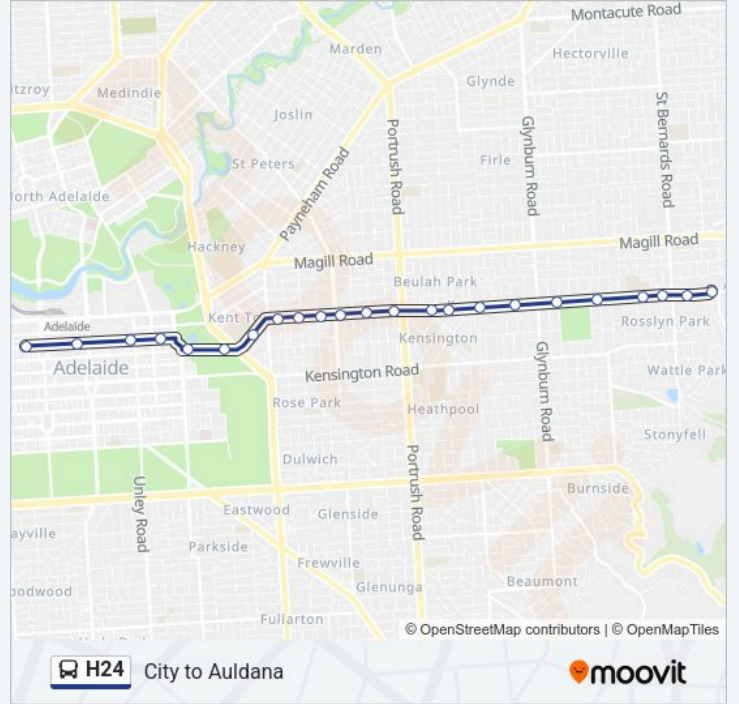 Montacute Road
Marden
Hectorville
itzroy
Medindie
Glynde
Joslin
St Bernards Road
Portrush Road
Glynburn Road
St Peters
Firle
Payneham Road
orth Adelaide
Hackney
Magill Road
Magill Road
Beulah Park
Kent T
Adelaide
Rosslyn Park
Kensington
Adelaide
Kensington Road
Glynburn Road
Wattle Park
Rose Park
Heathpool
Stonyfell
Dulwich
Portrush Road
Unley Road
Burnside
Eastwood
Glenside
ayville
Parkside
Frewville
Beaumont
Glenunga
oodwood
Fullarton
© OpenStreetMap contributors | © OpenMapTiles
H24 City to Auldana
moovit